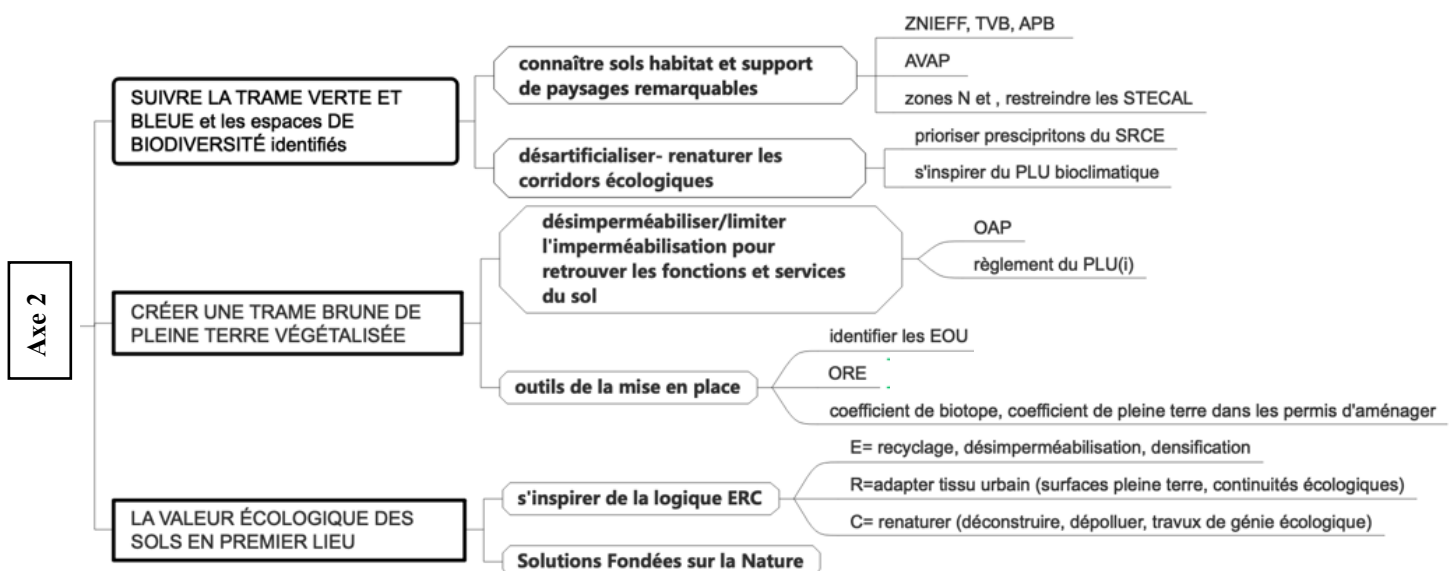 Axe 2
SUIVRE LA TRAME VERTE ET
BLEUE et les espaces DE
BIODIVERSITÉ identifiés
connaître sols habitat et support
de paysages remarquables
ZNIEFF, TVB, APB
AVAP
zones N et , restreindre les STECAL
désartificialiser- renaturer les
corridors écologiques
prioriser prescipritons du SRCE
s'inspirer du PLU bioclimatique
CRÉER UNE TRAME BRUNE DE
PLEINE TERRE VÉGÉTALISÉE
désimperméabiliser/limiter
l'imperméabilisation pour
retrouver les fonctions et services
du sol
OAP
règlement du PLU(i)
outils de la mise en place
identifier les EOU
ORE
coefficient de biotope, coefficient de pleine terre dans les permis d'aménager
LA VALEUR ÉCOLOGIQUE DES
SOLS EN PREMIER LIEU
s'inspirer de la logique ERC
E= recyclage, désimperméabilisation, densification
R=adapter tissu urbain (surfaces pleine terre, continuités écologiques)
C= renaturer (déconstruire, dépolluer, travux de génie écologique)
Solutions Fondées sur la Nature